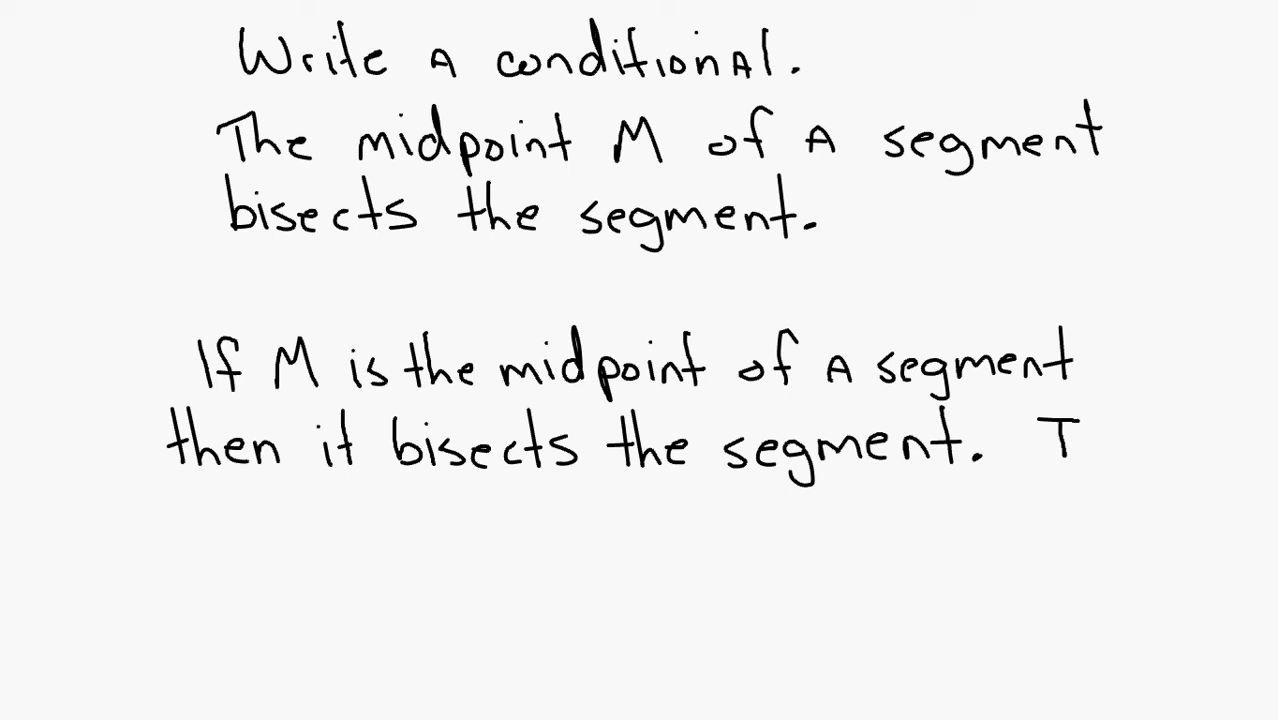 Write a conditional.
The midpoint M of a segment
bisects the segment.
If M is the midpoint of a segment
then it bisects the segment. T